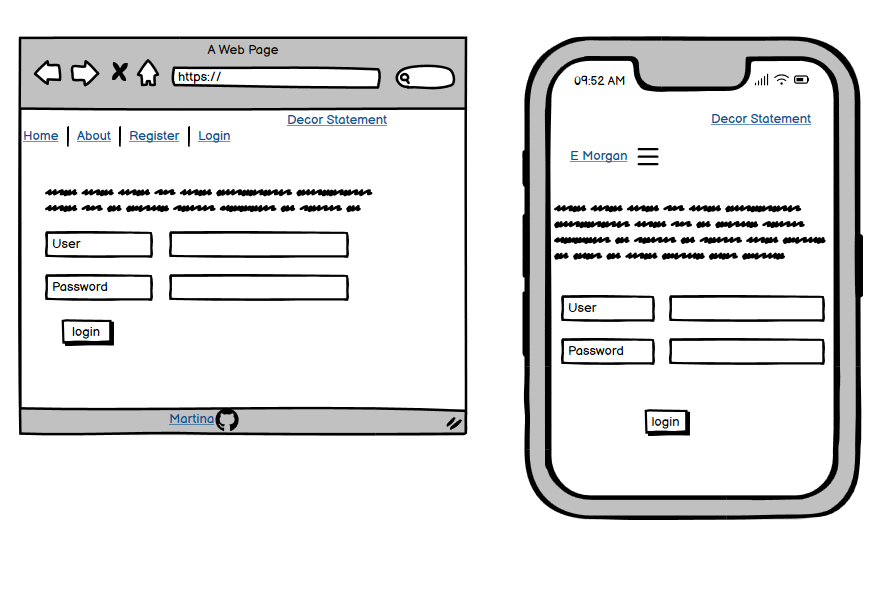 A Web Page
https://
Decor Statement
Home About Register Login
User
Password
login
Martina
09:52 AM
Decor Statement
E Morgan
User
Password
login